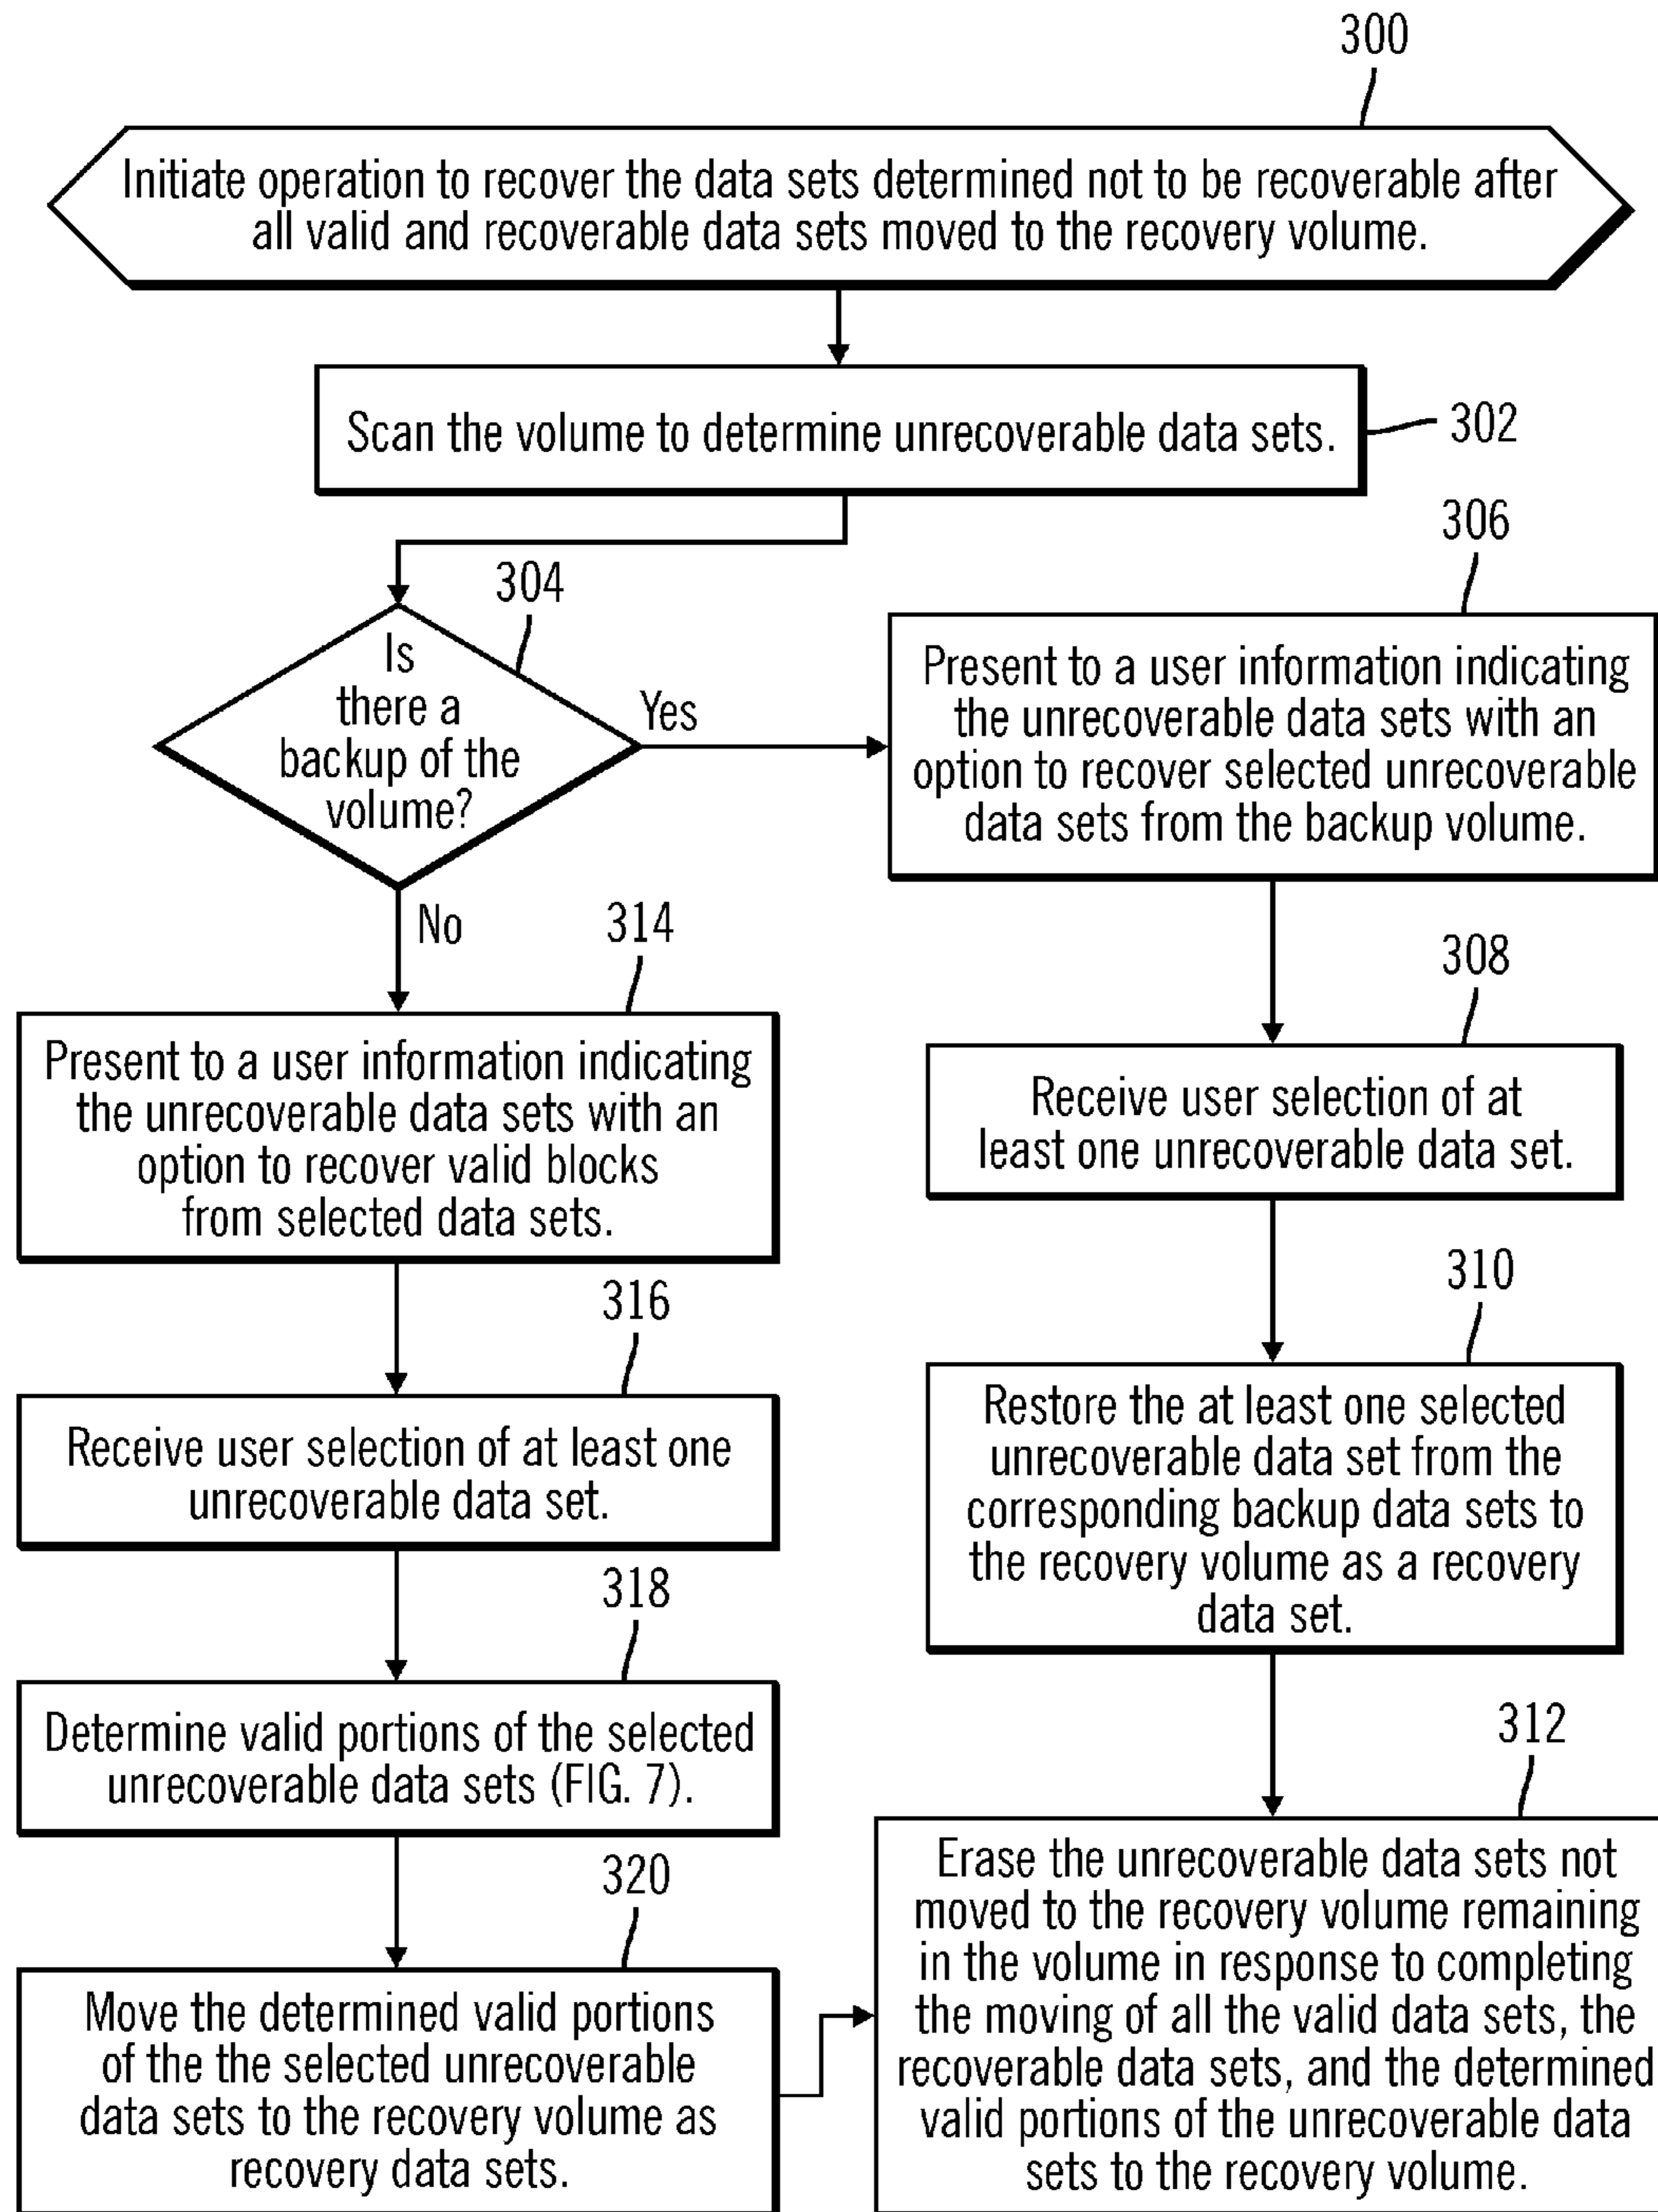 300
Initiate operation to recover the data sets determined not to be recoverable after
all valid and recoverable data sets moved to the recovery volume.
Scan the volume to determine unrecoverable data sets.
302
304
Is
there a
backup of the
volume?
Yes
No
306
Present to a user information indicating
the unrecoverable data sets with an
option to recover selected unrecoverable
data sets from the backup volume.
308
Receive user selection of at
least one unrecoverable data set.
310
Restore the at least one selected
unrecoverable data set from the
corresponding backup data sets to
the recovery volume as a recovery
data set.
312
Erase the unrecoverable data sets not
moved to the recovery volume remaining
in the volume in response to completing
the moving of all the valid data sets, the
recoverable data sets, and the determined
valid portions of the unrecoverable data
sets to the recovery volume.
314
Present to a user information indicating
the unrecoverable data sets with an
option to recover valid blocks
from selected data sets.
316
Receive user selection of at least one
unrecoverable data set.
318
Determine valid portions of the selected
unrecoverable data sets (FIG. 7).
320
Move the determined valid portions
of the the selected unrecoverable
data sets to the recovery volume as
recovery data sets.